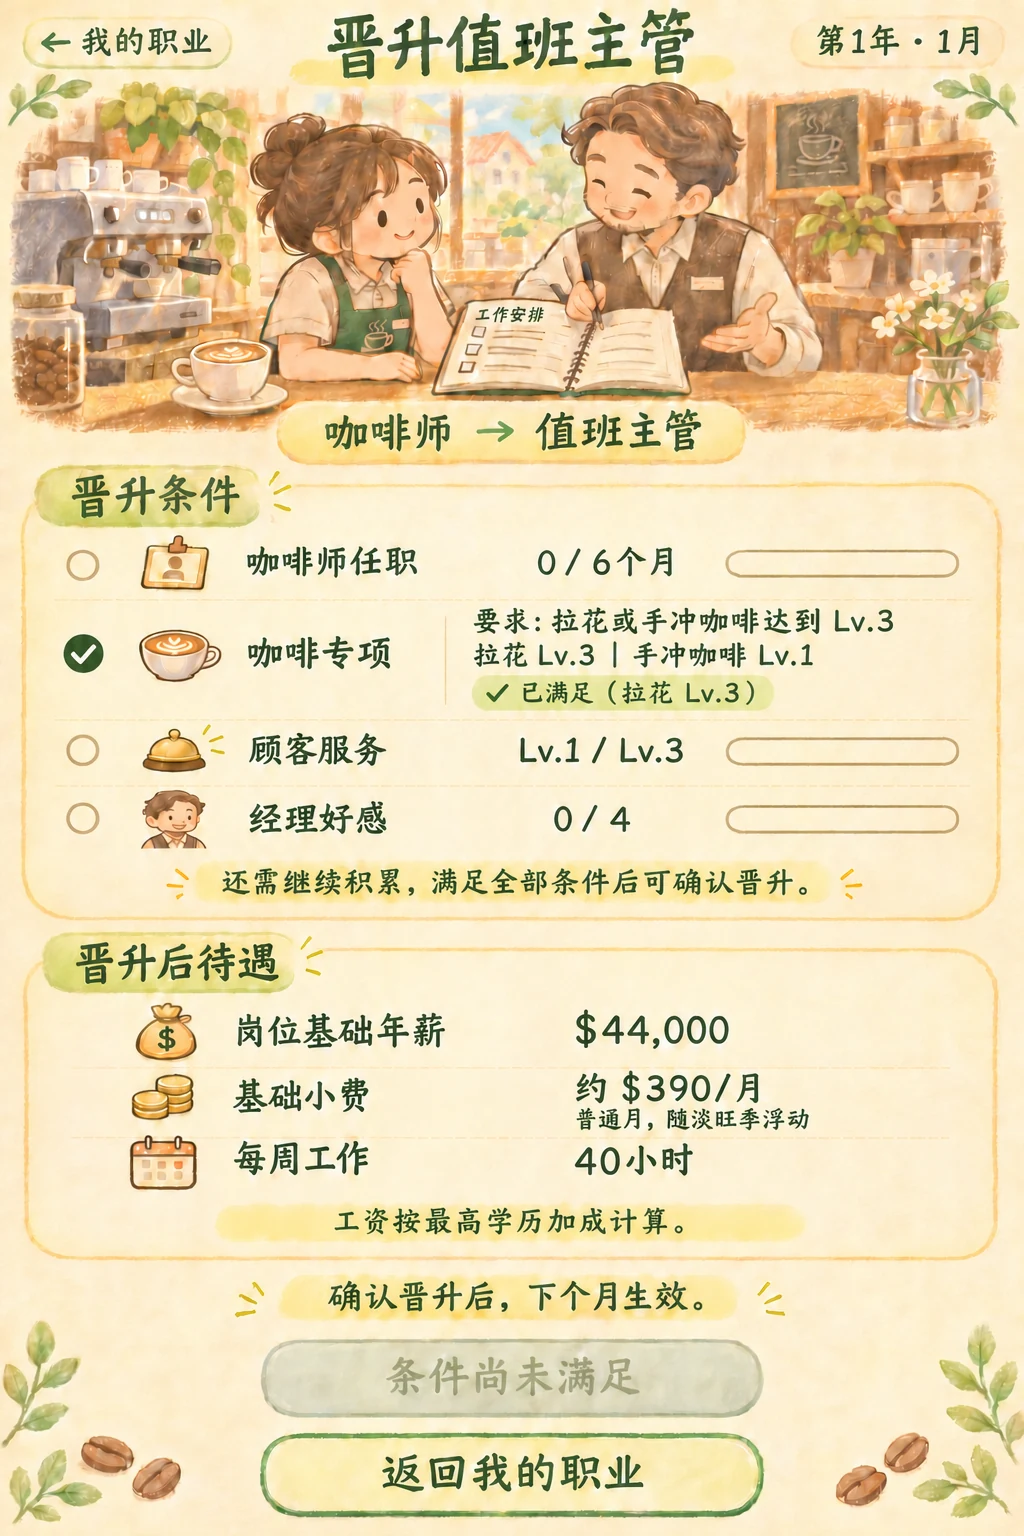 ← 我的职业
晋升值班主管
第1年·1月
工作安排
咖啡师 → 值班主管
晋升条件
咖啡师任职 0/6个月
咖啡专项
要求:拉花或手冲咖啡达到 Lv.3
拉花 Lv.3 | 手冲咖啡 Lv.1
✓ 已满足(拉花 Lv.3)
顾客服务 Lv.1 / Lv.3
经理好感 0/4
还需继续积累,满足全部条件后可确认晋升。
晋升后待遇
$ 岗位基础年薪 $44,000
基础小费 约 $390/月
普通月,随淡旺季浮动
每周工作 40小时
工资按最高学历加成计算。
确认晋升后,下个月生效。
条件尚未满足
返回我的职业